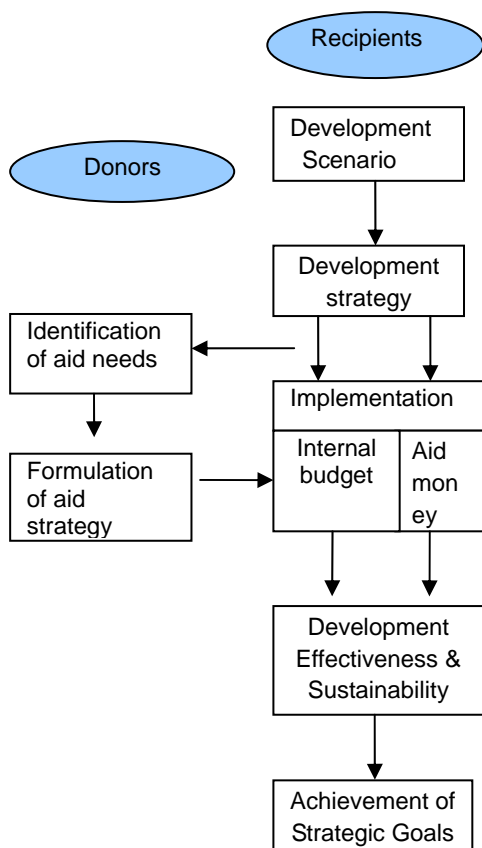 Recipients
Development
Scenario
Donors
Development
strategy
Identification
of aid needs
Implementation
Formulation
of aid
strategy
Internal
budget
Aid
mon
ey
Development
Effectiveness &
Sustainability
Achievement of
Strategic Goals